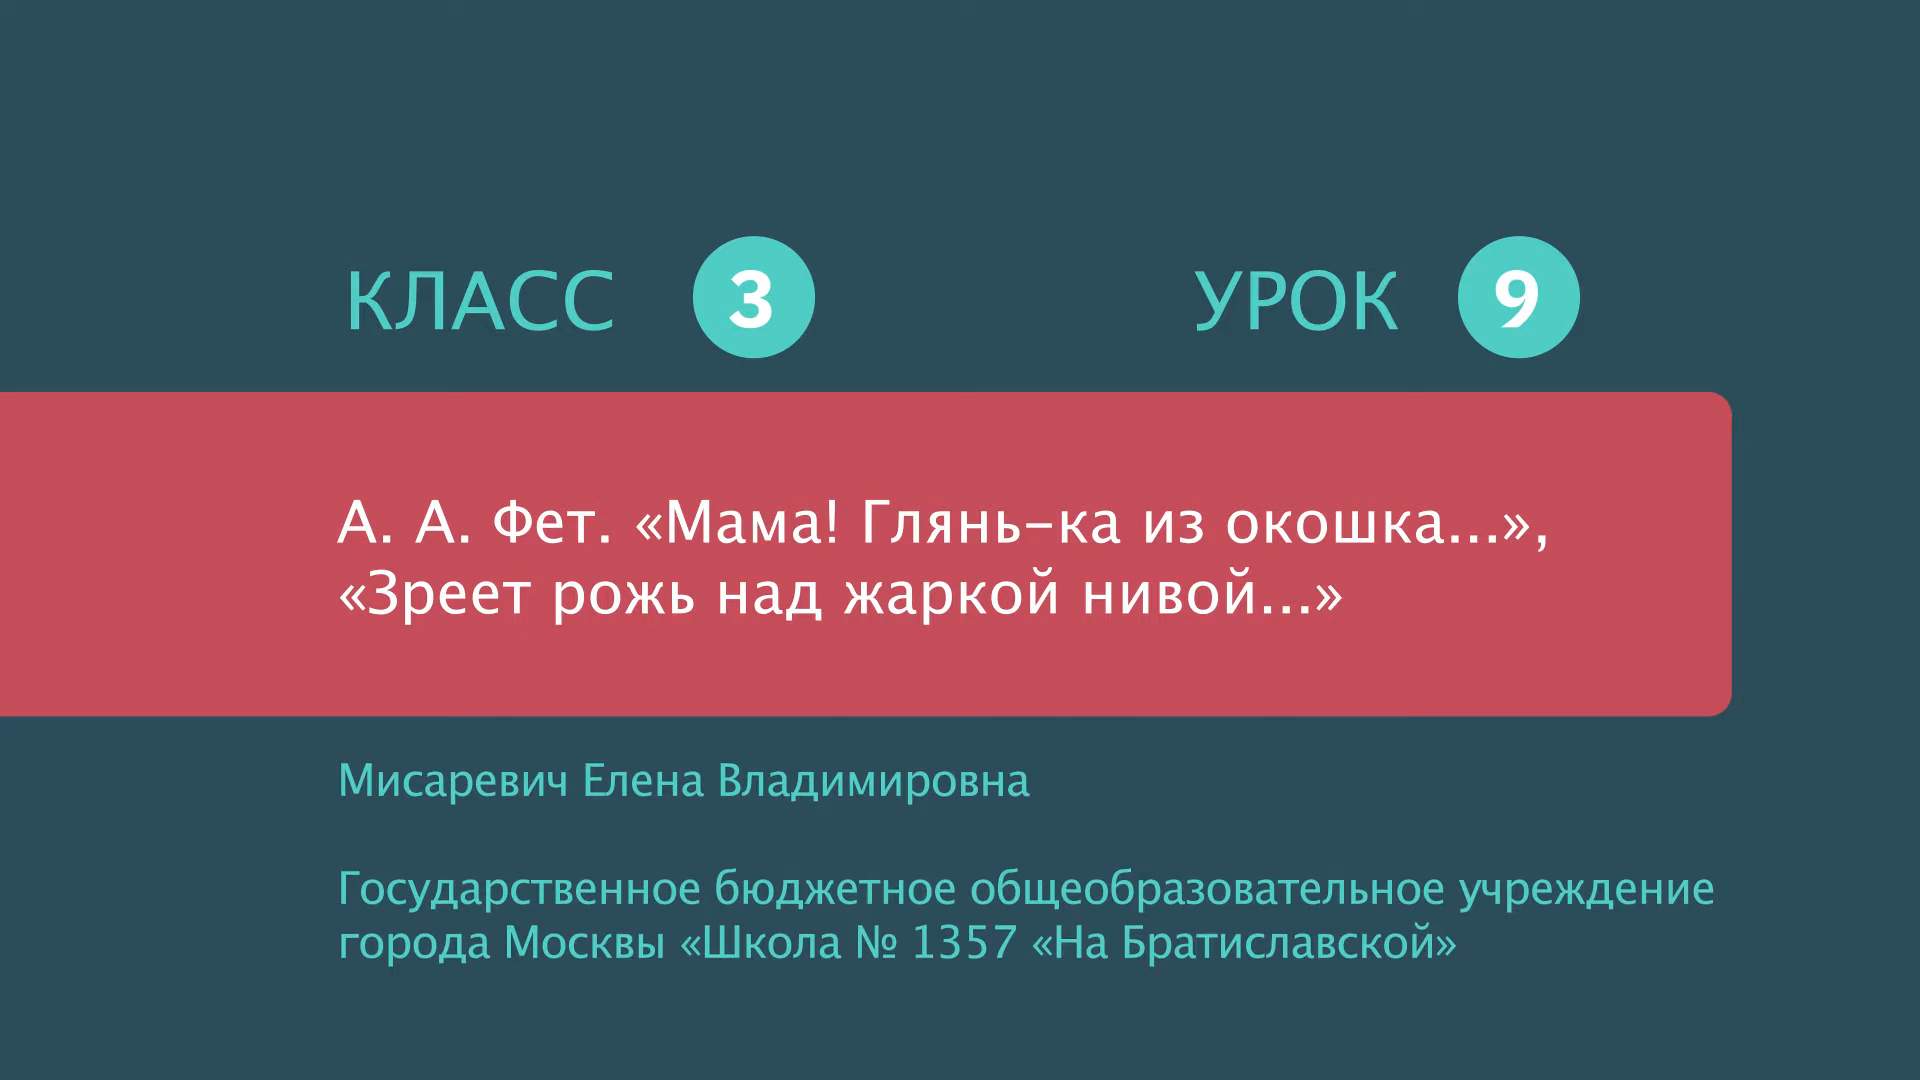 КЛАСС 3 УРОК 9
А. А. Фет. «Мама! Глянь-ка из окошка...»,
«Зреет рожь над жаркой нивой...»
Мисаревич Елена Владимировна
Государственное бюджетное общеобразовательное учреждение
города Москвы «Школа № 1357 «На Братиславской»